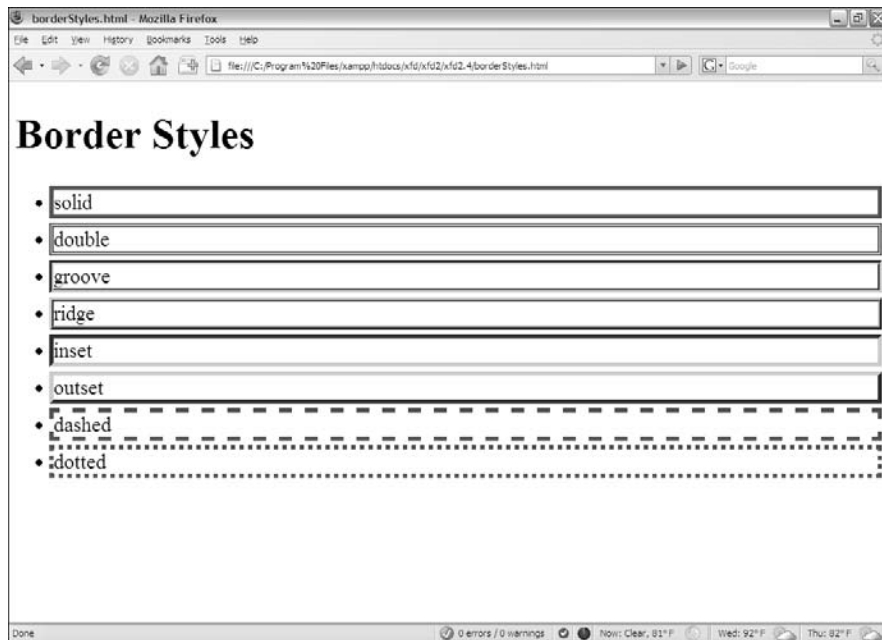 borderStyles.html - Mozilla Firefox
File Edit View History Bookmarks Tools Help
file:///C:/Program%20Files/xampp/htdocs/xfd/xfd2/xfd2.4/borderStyles.html
G Google
Border Styles
solid
double
groove
ridge
inset
outset
dashed
dotted
Done 0 errors / 0 warnings Now: Clear, 81° F Wed: 92° F Thu: 82° F